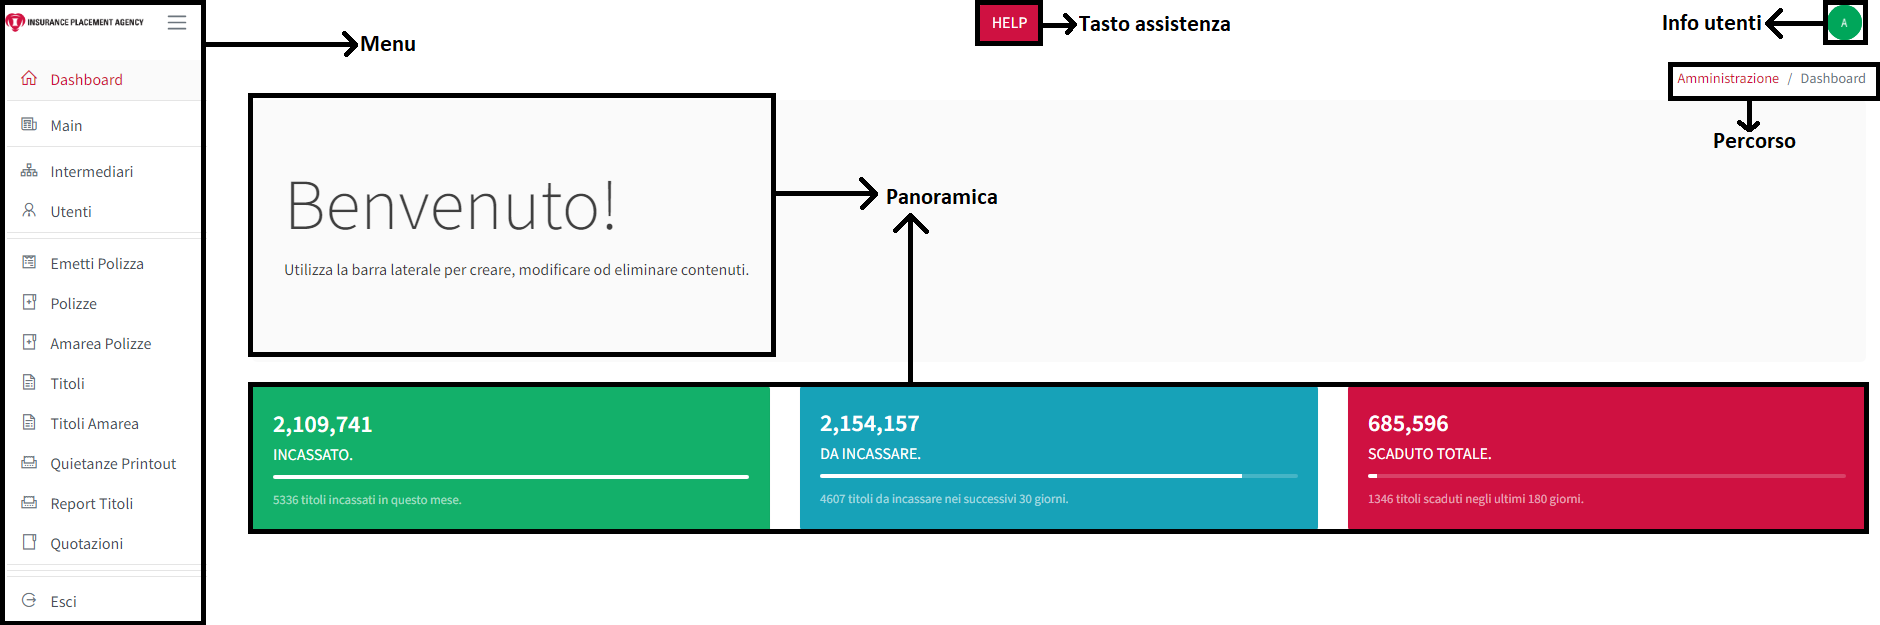 INSURANCE PLACEMENT AGENCY
Menu
Dashboard
Main
Intermediari
Utenti
Emetti Polizza
Polizze
Amarea Polizze
Titoli
Titoli Amarea
Quietanze Printout
Report Titoli
Quotazioni
Esci
HELP
Tasto assistenza
Info utenti
A
Amministrazione / Dashboard
Percorso
Benvenuto!
Utilizza la barra laterale per creare, modificare od eliminare contenuti.
Panoramica
2,109,741
INCASSATO.
5336 titoli incassati in questo mese.
2,154,157
DA INCASSARE.
4607 titoli da incassare nei successivi 30 giorni.
685,596
SCADUTO TOTALE.
1346 titoli scaduti negli ultimi 180 giorni.